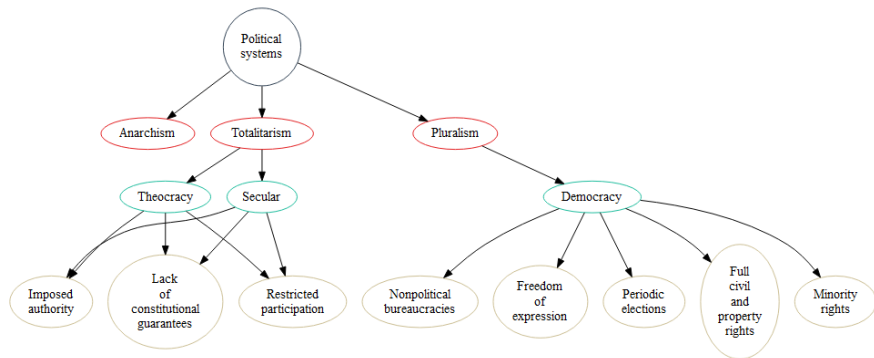 Political
systems
Anarchism
Totalitarism
Pluralism
Theocracy
Secular
Democracy
Imposed
authority
Lack
of
constitutional
guarantees
Restricted
participation
Nonpolitical
bureaucracies
Freedom
of
expression
Periodic
elections
Full
civil
and
property
rights
Minority
rights